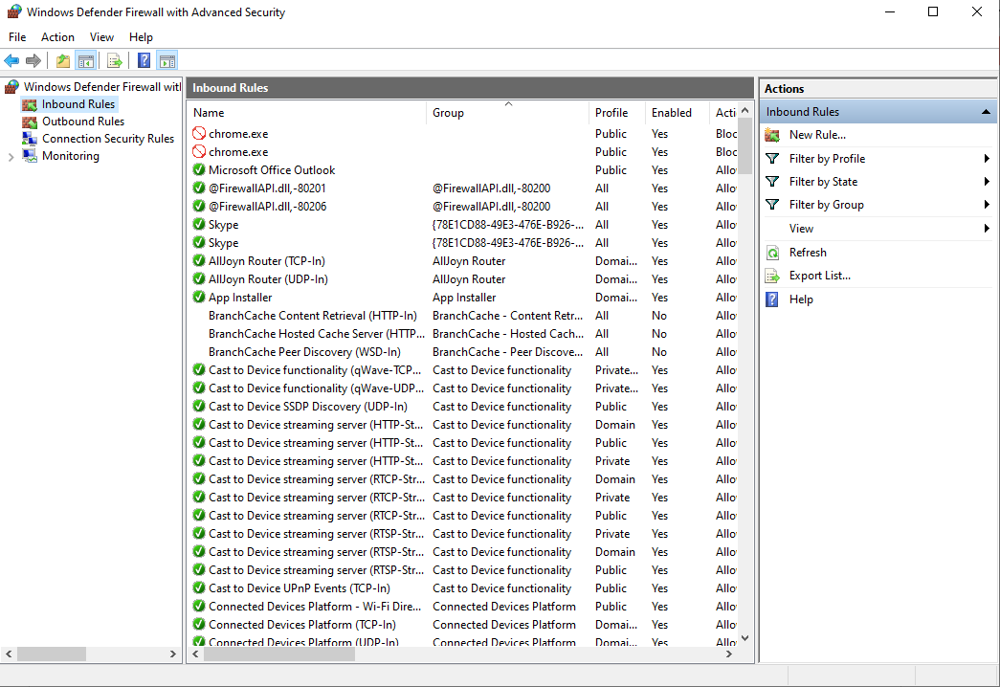 Windows Defender Firewall with Advanced Security
File Action View Help
Windows Defender Firewall witl
Inbound Rules
Outbound Rules
Connection Security Rules
Monitoring
Inbound Rules
Name Group Profile Enabled Acti
chrome.exe Public Yes Bloc
chrome.exe Public Yes Bloc
Microsoft Office Outlook Public Yes Allo
@FirewallAPI.dll,-80201 @FirewallAPI.dll,-80200 All Yes Allo
@FirewallAPI.dll,-80206 @FirewallAPI.dll,-80200 All Yes Allo
Skype {78E1CD88-49E3-476E-B926-... All Yes Allo
Skype {78E1CD88-49E3-476E-B926-... All Yes Allo
AllJoyn Router (TCP-In) AllJoyn Router Domai... Yes Allo
AllJoyn Router (UDP-In) AllJoyn Router Domai... Yes Allo
App Installer App Installer Domai... Yes Allo
BranchCache Content Retrieval (HTTP-In) BranchCache - Content Retr... All No Allo
BranchCache Hosted Cache Server (HTTP... BranchCache - Hosted Cach... All No Allo
BranchCache Peer Discovery (WSD-In) BranchCache - Peer Discove... All No Allo
Cast to Device functionality (qWave-TCP... Cast to Device functionality Private... Yes Allo
Cast to Device functionality (qWave-UDP... Cast to Device functionality Private... Yes Allo
Cast to Device SSDP Discovery (UDP-In) Cast to Device functionality Public Yes Allo
Cast to Device streaming server (HTTP-St... Cast to Device functionality Domain Yes Allo
Cast to Device streaming server (HTTP-St... Cast to Device functionality Public Yes Allo
Cast to Device streaming server (HTTP-St... Cast to Device functionality Private Yes Allo
Cast to Device streaming server (RTCP-Str... Cast to Device functionality Domain Yes Allo
Cast to Device streaming server (RTCP-Str... Cast to Device functionality Private Yes Allo
Cast to Device streaming server (RTCP-Str... Cast to Device functionality Public Yes Allo
Cast to Device streaming server (RTSP-Str... Cast to Device functionality Private Yes Allo
Cast to Device streaming server (RTSP-Str... Cast to Device functionality Domain Yes Allo
Cast to Device streaming server (RTSP-Str... Cast to Device functionality Public Yes Allo
Cast to Device UPnP Events (TCP-In) Cast to Device functionality Public Yes Allo
Connected Devices Platform - Wi-Fi Dire... Connected Devices Platform Public Yes Allo
Connected Devices Platform (TCP-In) Connected Devices Platform Domai... Yes Allo
Connected Devices Platform (UDP-In) Connected Devices Platform Domai... Yes Allo
Actions
Inbound Rules
New Rule...
Filter by Profile
Filter by State
Filter by Group
View
Refresh
Export List...
Help